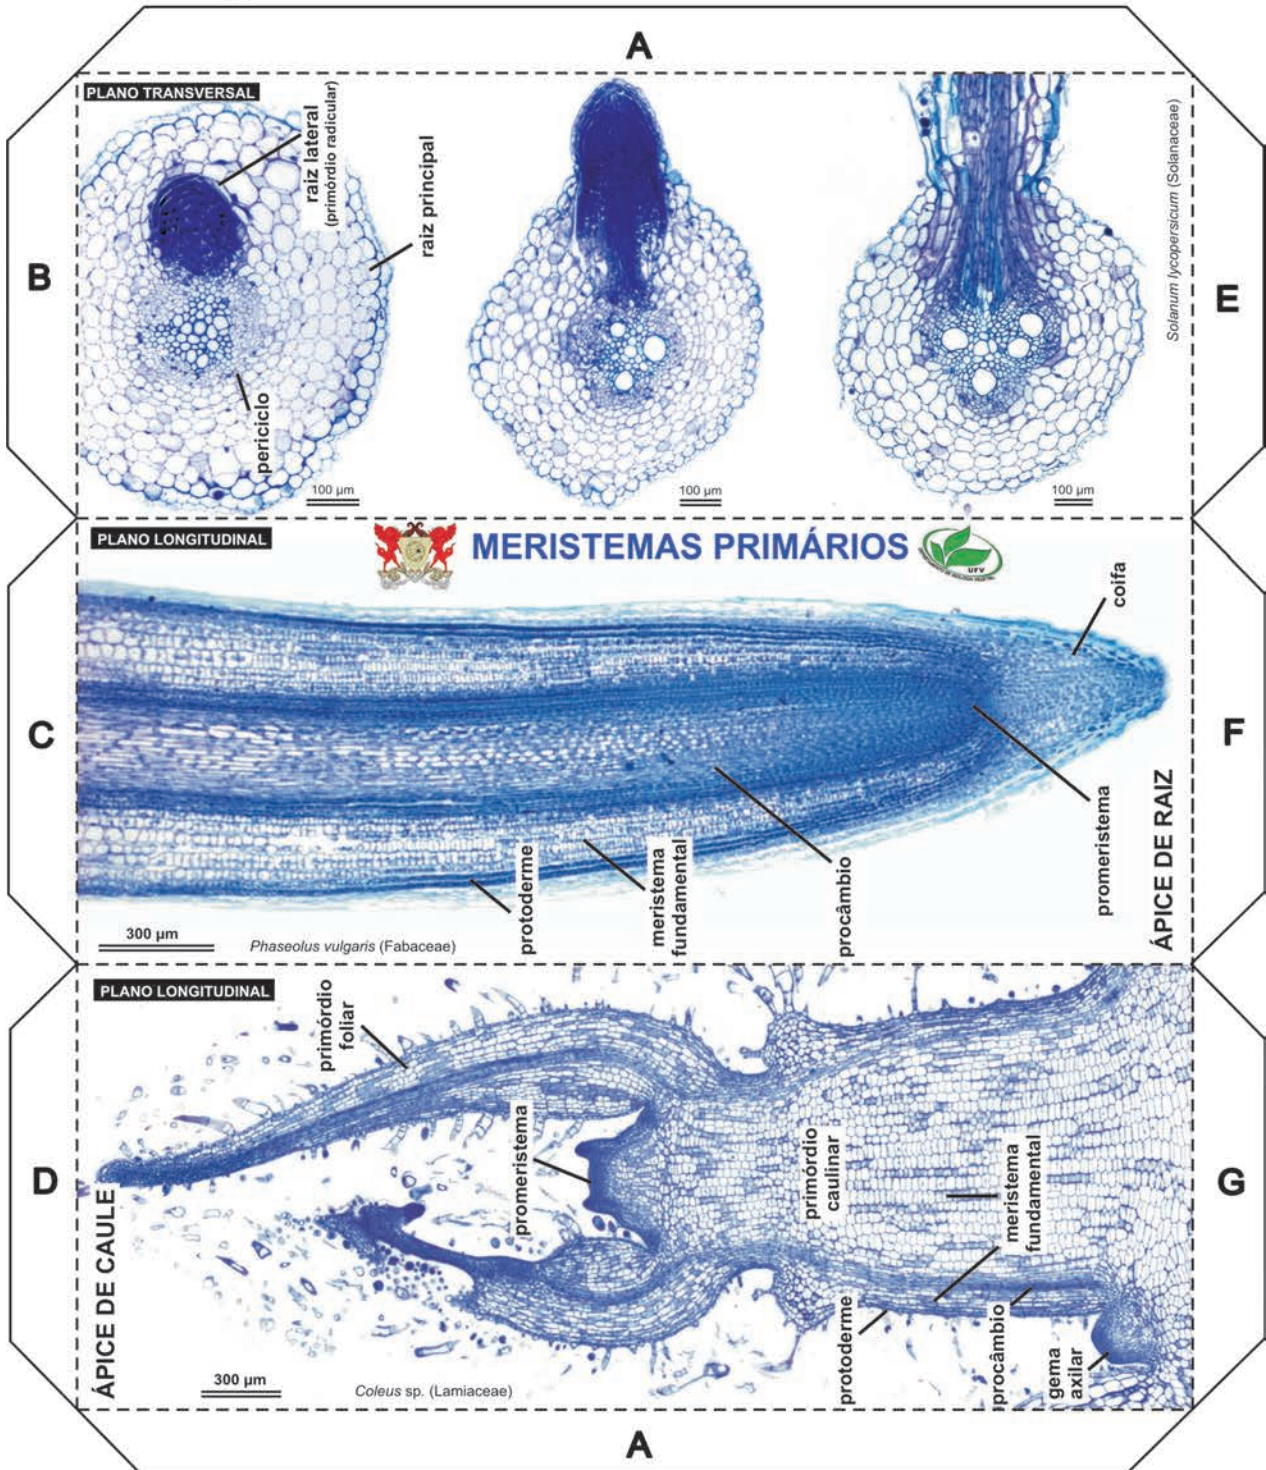 A
PLANO TRANSVERSAL
raiz lateral
(primórdio radicular)
raiz principal
periciclo
100 µm
100 µm
100 µm
Solanum lycopersicum (Solanaceae)
B
E
PLANO LONGITUDINAL
MERISTEMAS PRIMÁRIOS
UFV
coifa
C
F
promeristema
ÁPICE DE RAIZ
procâmbio
meristema
fundamental
protoderme
300 µm
Phaseolus vulgaris (Fabaceae)
PLANO LONGITUDINAL
primórdio
foliar
promeristema
primórdio
caulinar
meristema
fundamental
D
G
ÁPICE DE CAULE
protoderme
procâmbio
gema
axilar
300 µm
Coleus sp. (Lamiaceae)
A